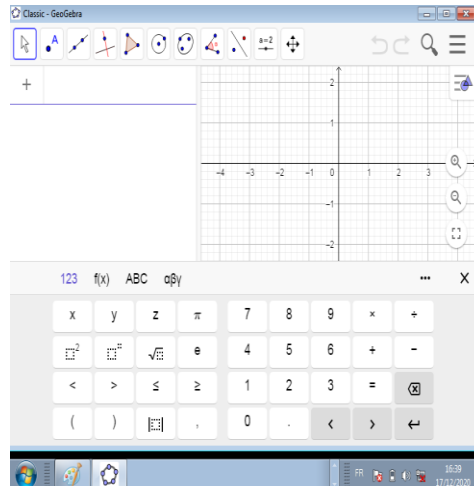 Classic - GeoGebra
A a=2
+
2
1
-4 -3 -2 -1 0 1 2 3
-1
-2
123 f(x) ABC αβγ ... X
x y z π 7 8 9 × ÷
2 n √ e 4 5 6 + −
< > ≤ ≥ 1 2 3 =
( ) , 0 . < >
FR 16:39
17/12/2020